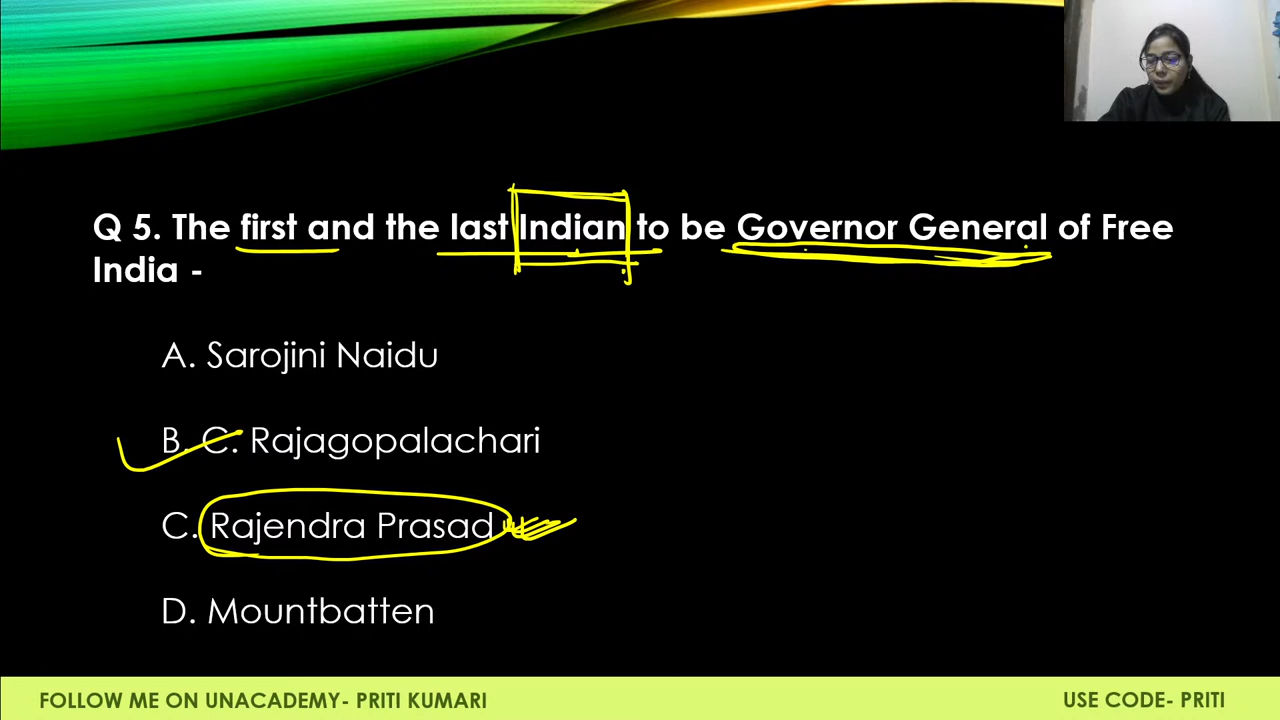 Q 5. The first and the last Indian to be Governor General of Free
India -
A. Sarojini Naidu
B. C. Rajagopalachari
C. Rajendra Prasad
D. Mountbatten
FOLLOW ME ON UNACADEMY- PRITI KUMARI
USE CODE- PRITI